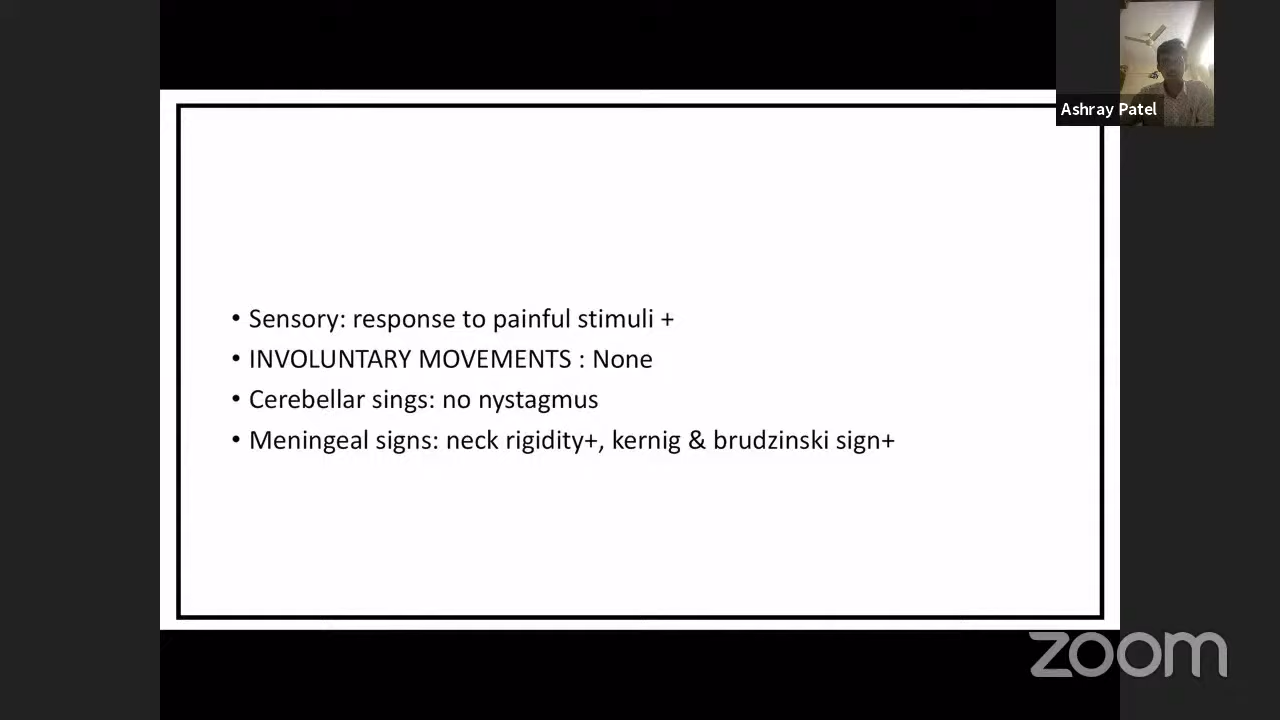 Ashray Patel
• Sensory: response to painful stimuli +
• INVOLUNTARY MOVEMENTS : None
• Cerebellar sings: no nystagmus
• Meningeal signs: neck rigidity+, kernig & brudzinski sign+
zoom